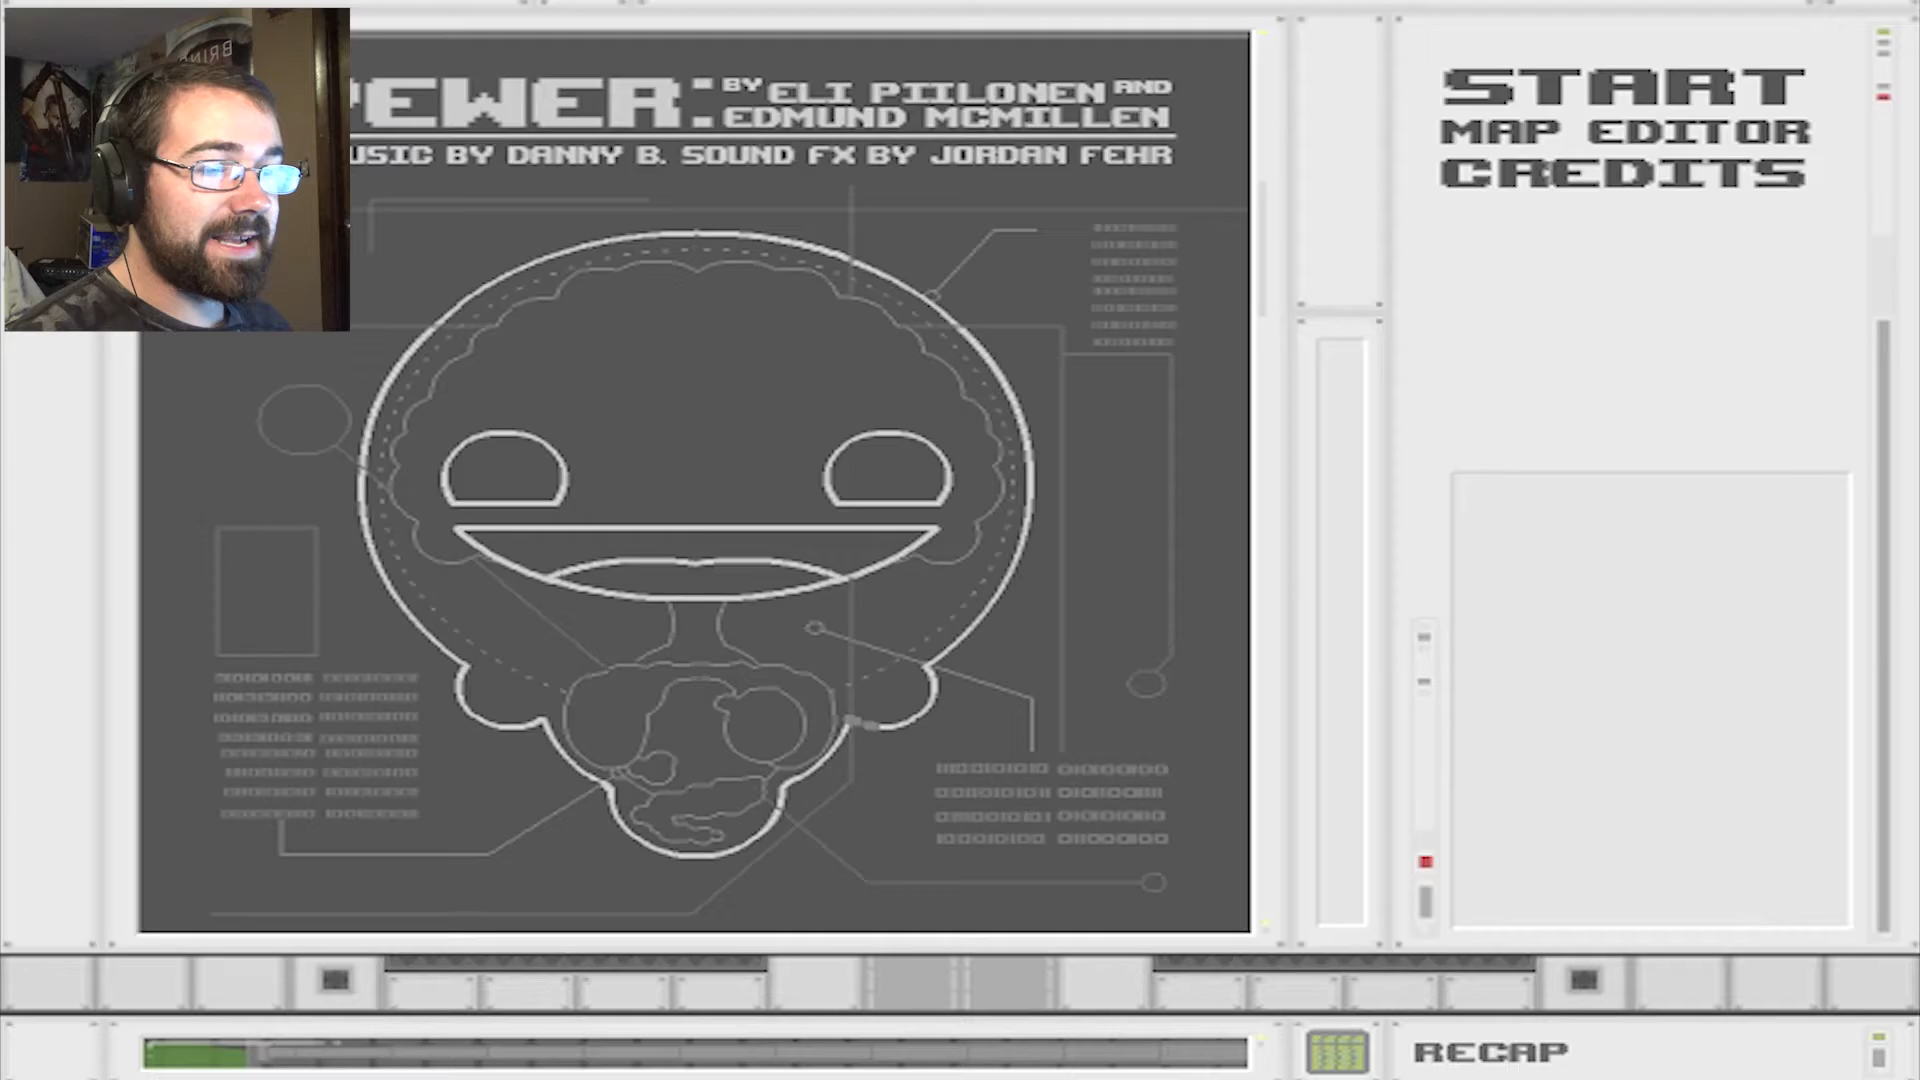 PEWER: BY ELI PIILONEN AND
EDMUND MCMILLEN
USIC BY DANNY B. SOUND FX BY JORDAN FEHR
START
MAP EDITOR
CREDITS
RECAP